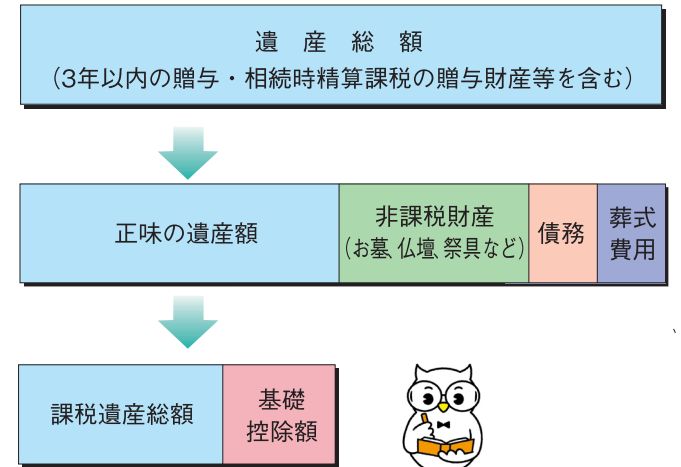 遺産総額
（3年以内の贈与・相続時精算課税の贈与財産等を含む）
正味の遺産額
非課税財産
（お墓、仏壇、祭具など）
債務
葬式
費用
課税遺産総額
基礎
控除額